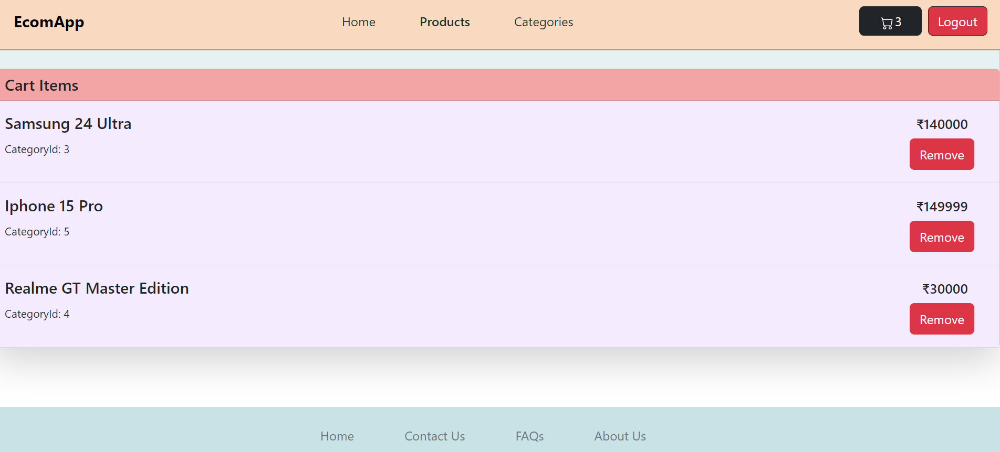 EcomApp Home Products Categories 3 Logout
Cart Items
Samsung 24 Ultra ₹140000
CategoryId: 3 Remove
Iphone 15 Pro ₹149999
CategoryId: 5 Remove
Realme GT Master Edition ₹30000
CategoryId: 4 Remove
Home Contact Us FAQs About Us